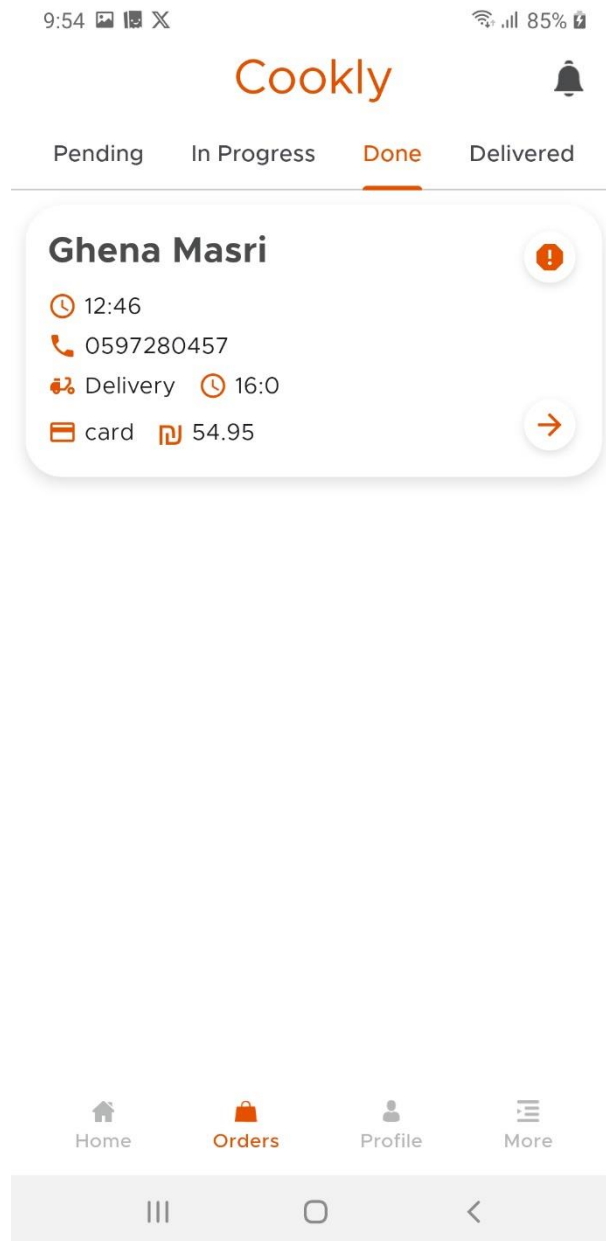 9:54 85%
Cookly
Pending In Progress Done Delivered
Ghena Masri
12:46
0597280457
Delivery 16:0
card ₪ 54.95
Home Orders Profile More